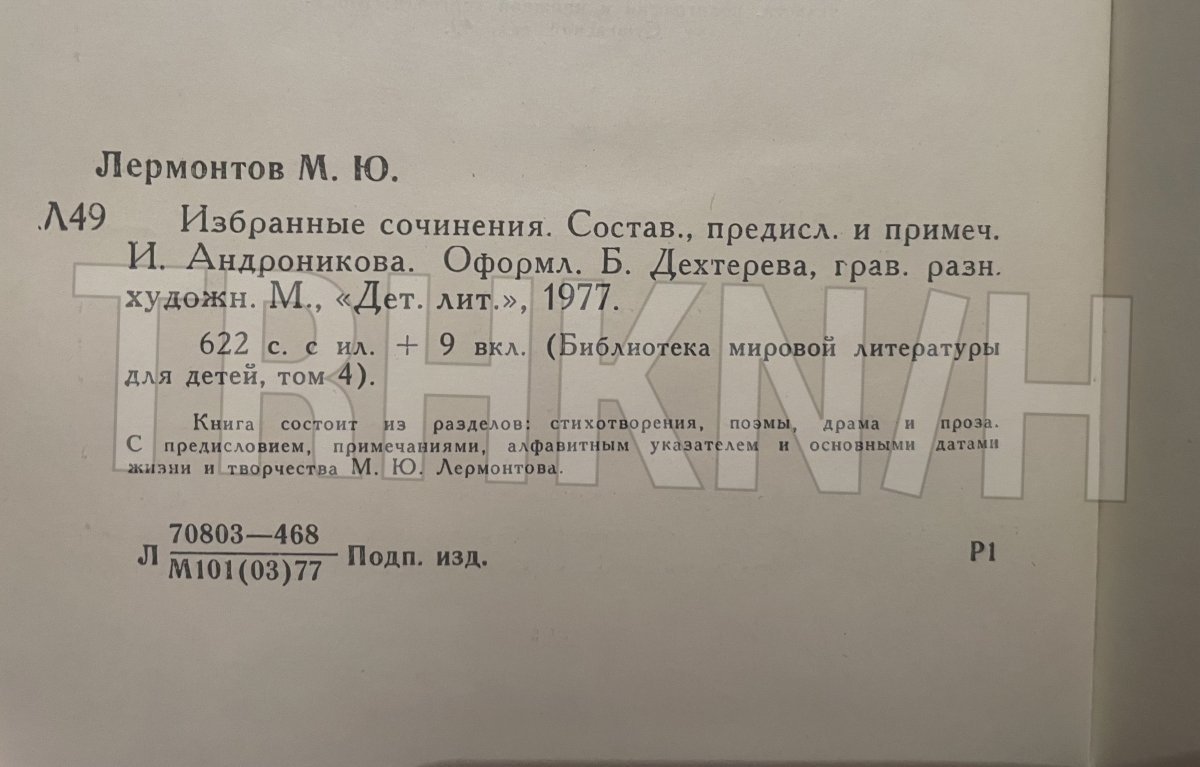 Лермонтов М. Ю.
Л49 Избранные сочинения. Состав., предисл. и примеч.
И. Андроникова. Оформл. Б. Дехтерева, грав. разн.
художн. М., «Дет. лит.», 1977.
622 с. с ил. + 9 вкл. (Библиотека мировой литературы
для детей, том 4).
Книга состоит из разделов: стихотворения, поэмы, драма и проза.
С предисловием, примечаниями, алфавитным указателем и основными датами
жизни и творчества М. Ю. Лермонтова.
Л 70803—468 Подп. изд. Р1
М101(03)77
TRHKN/H